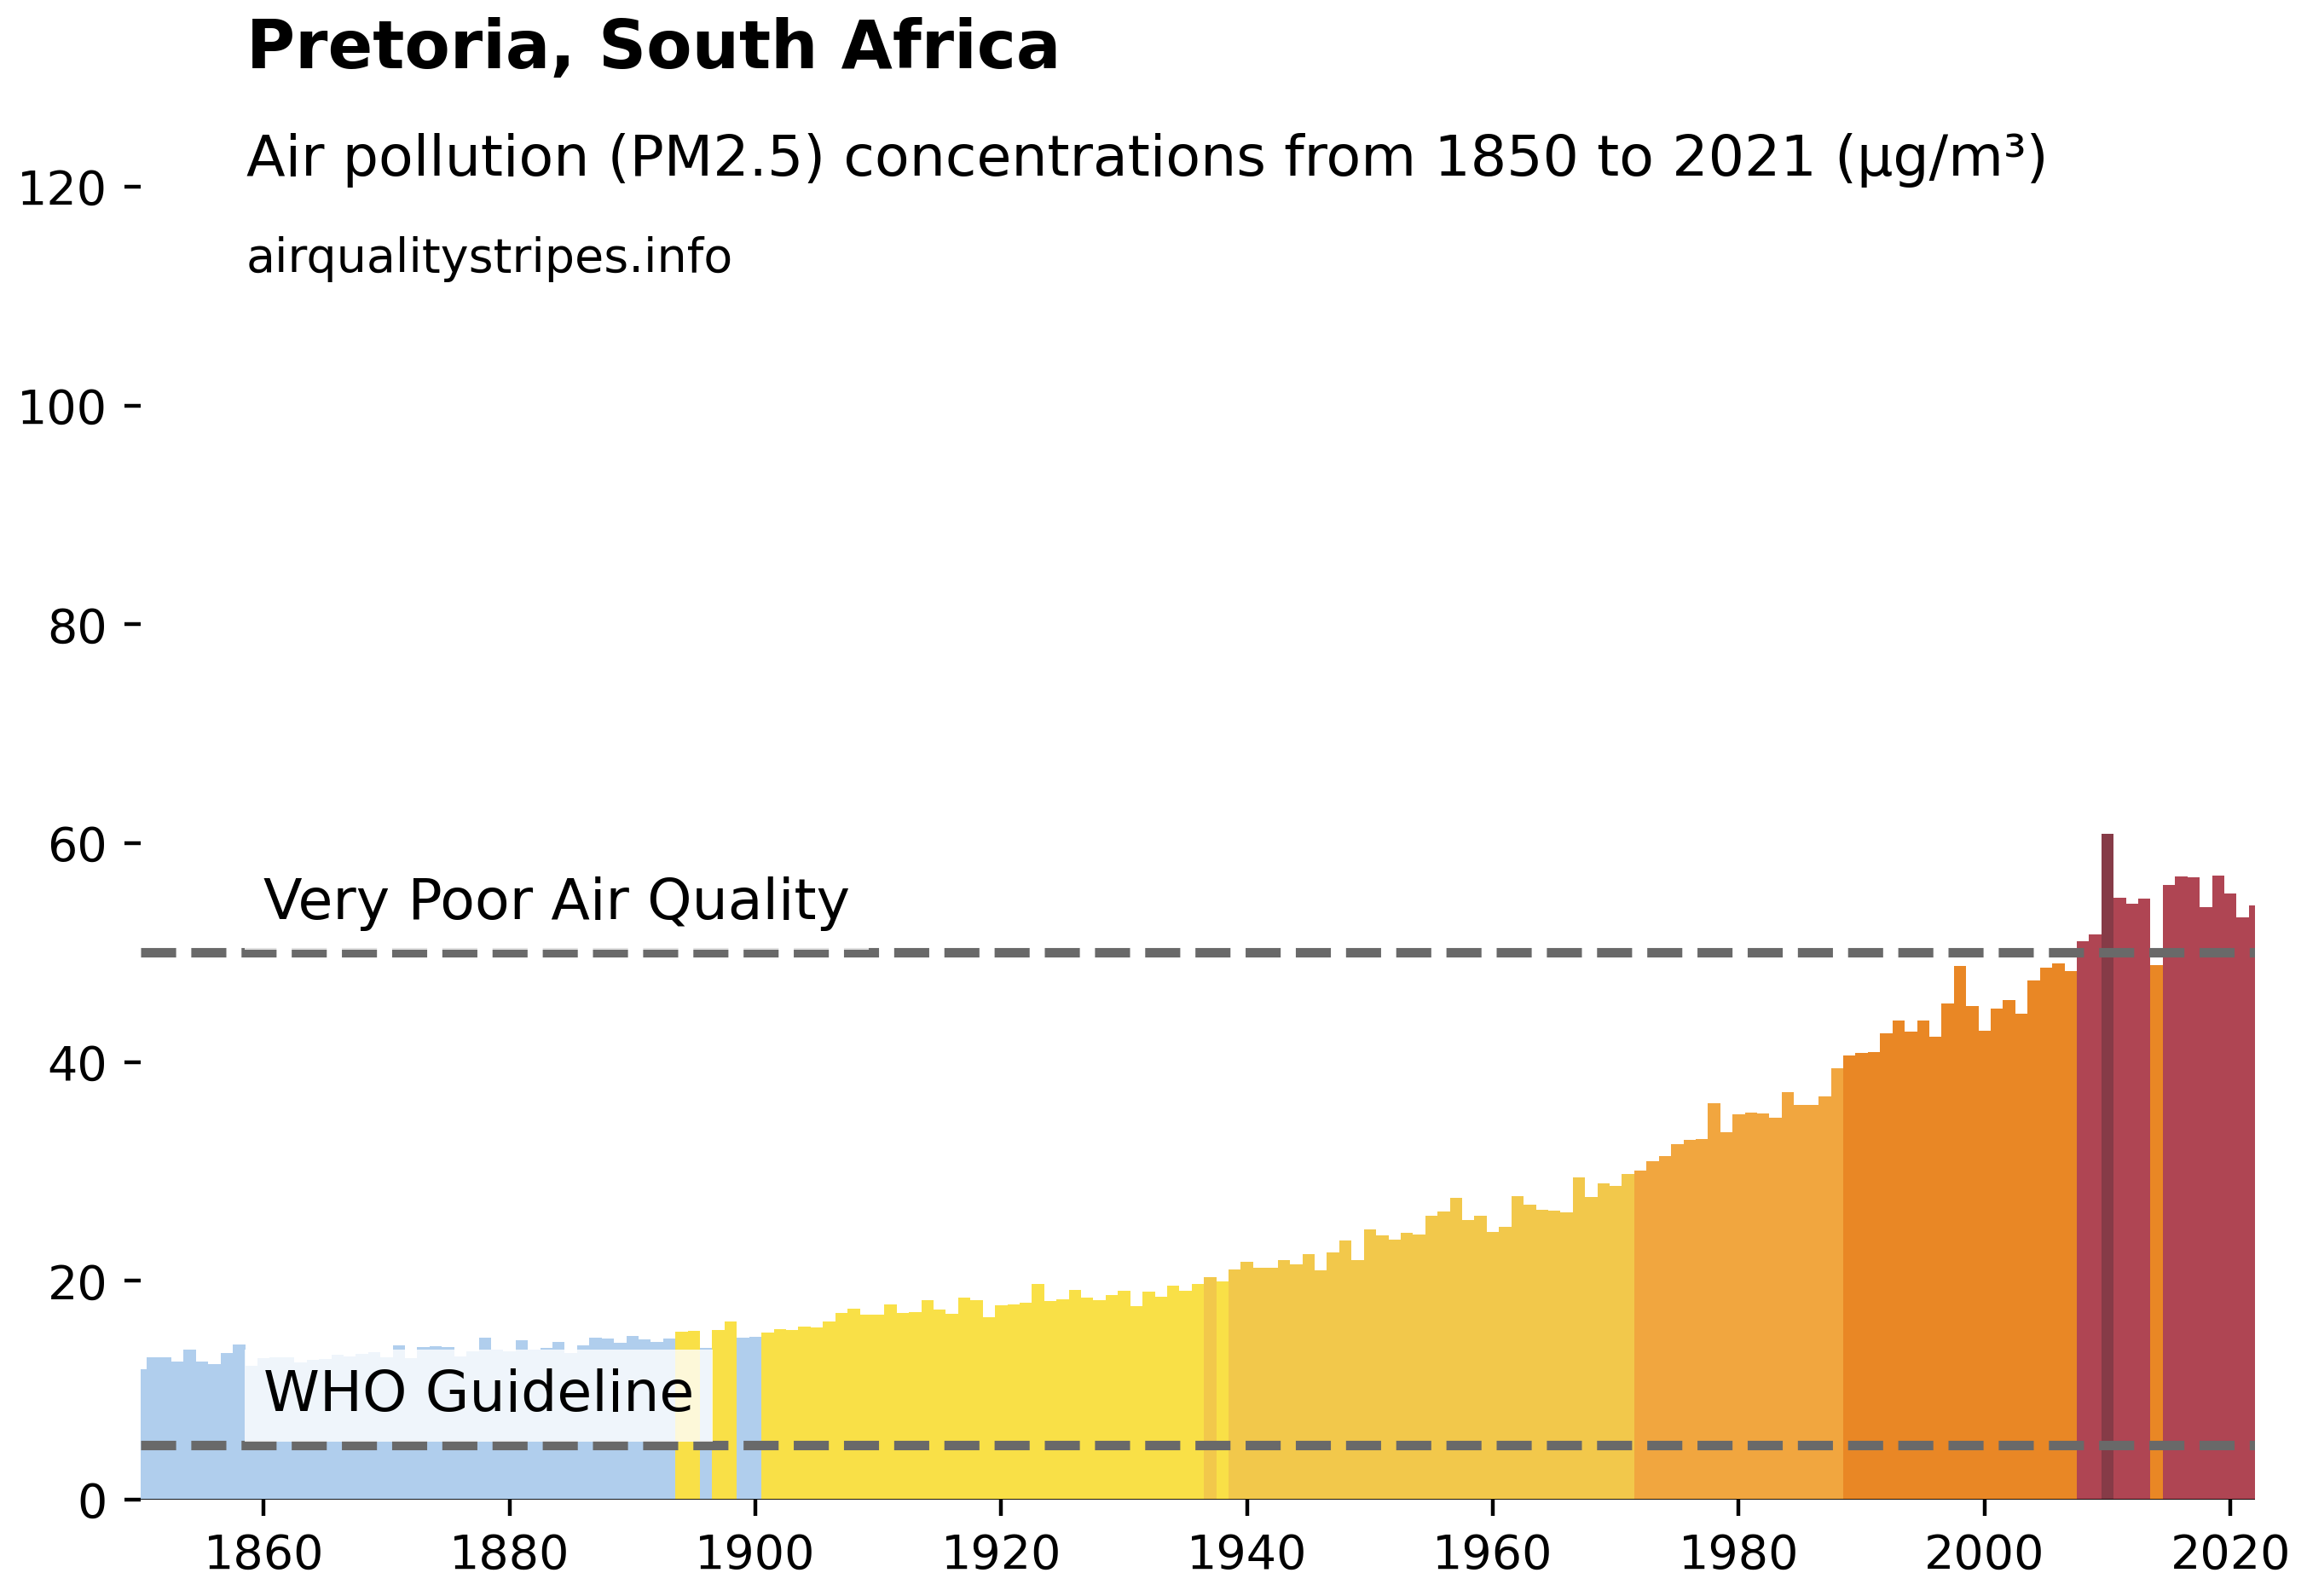 Pretoria, South Africa
Air pollution (PM2.5) concentrations from 1850 to 2021 (µg/m³)
120
airqualitystripes.info
100
80
60
Very Poor Air Quality
40
20
WHO Guideline
0
1860 1880 1900 1920 1940 1960 1980 2000 2020